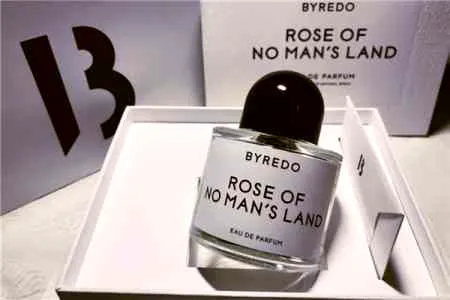 B
BYREDO
ROSE OF
NO MAN'S LAND
EAU DE PARFUM
BYREDO
ROSE OF
NO MAN'S LAND
EAU DE PARFUM